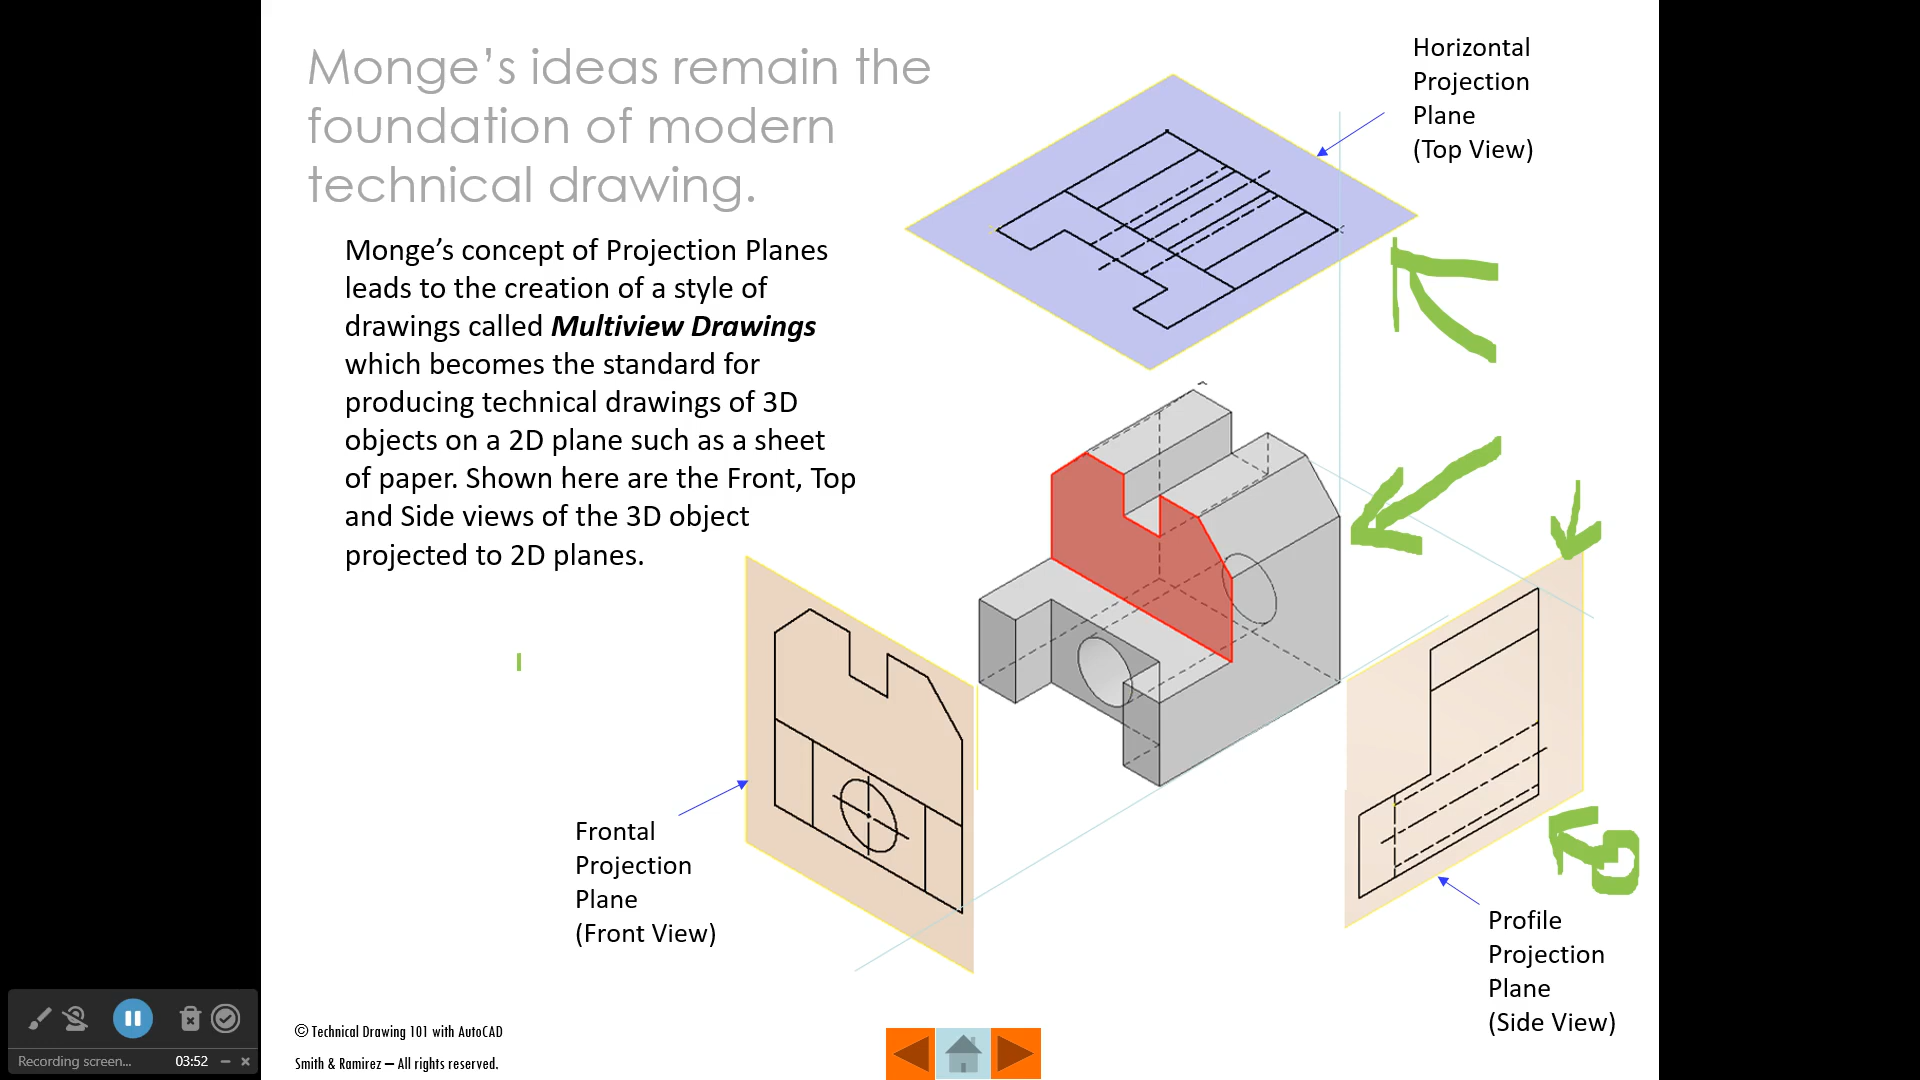 Monge’s ideas remain the
foundation of modern
technical drawing.
Monge’s concept of Projection Planes
leads to the creation of a style of
drawings called Multiview Drawings
which becomes the standard for
producing technical drawings of 3D
objects on a 2D plane such as a sheet
of paper. Shown here are the Front, Top
and Side views of the 3D object
projected to 2D planes.
Horizontal
Projection
Plane
(Top View)
Frontal
Projection
Plane
(Front View)
Profile
Projection
Plane
(Side View)
© Technical Drawing 101 with AutoCAD
Smith & Ramirez – All rights reserved.
Recording screen... 03:52